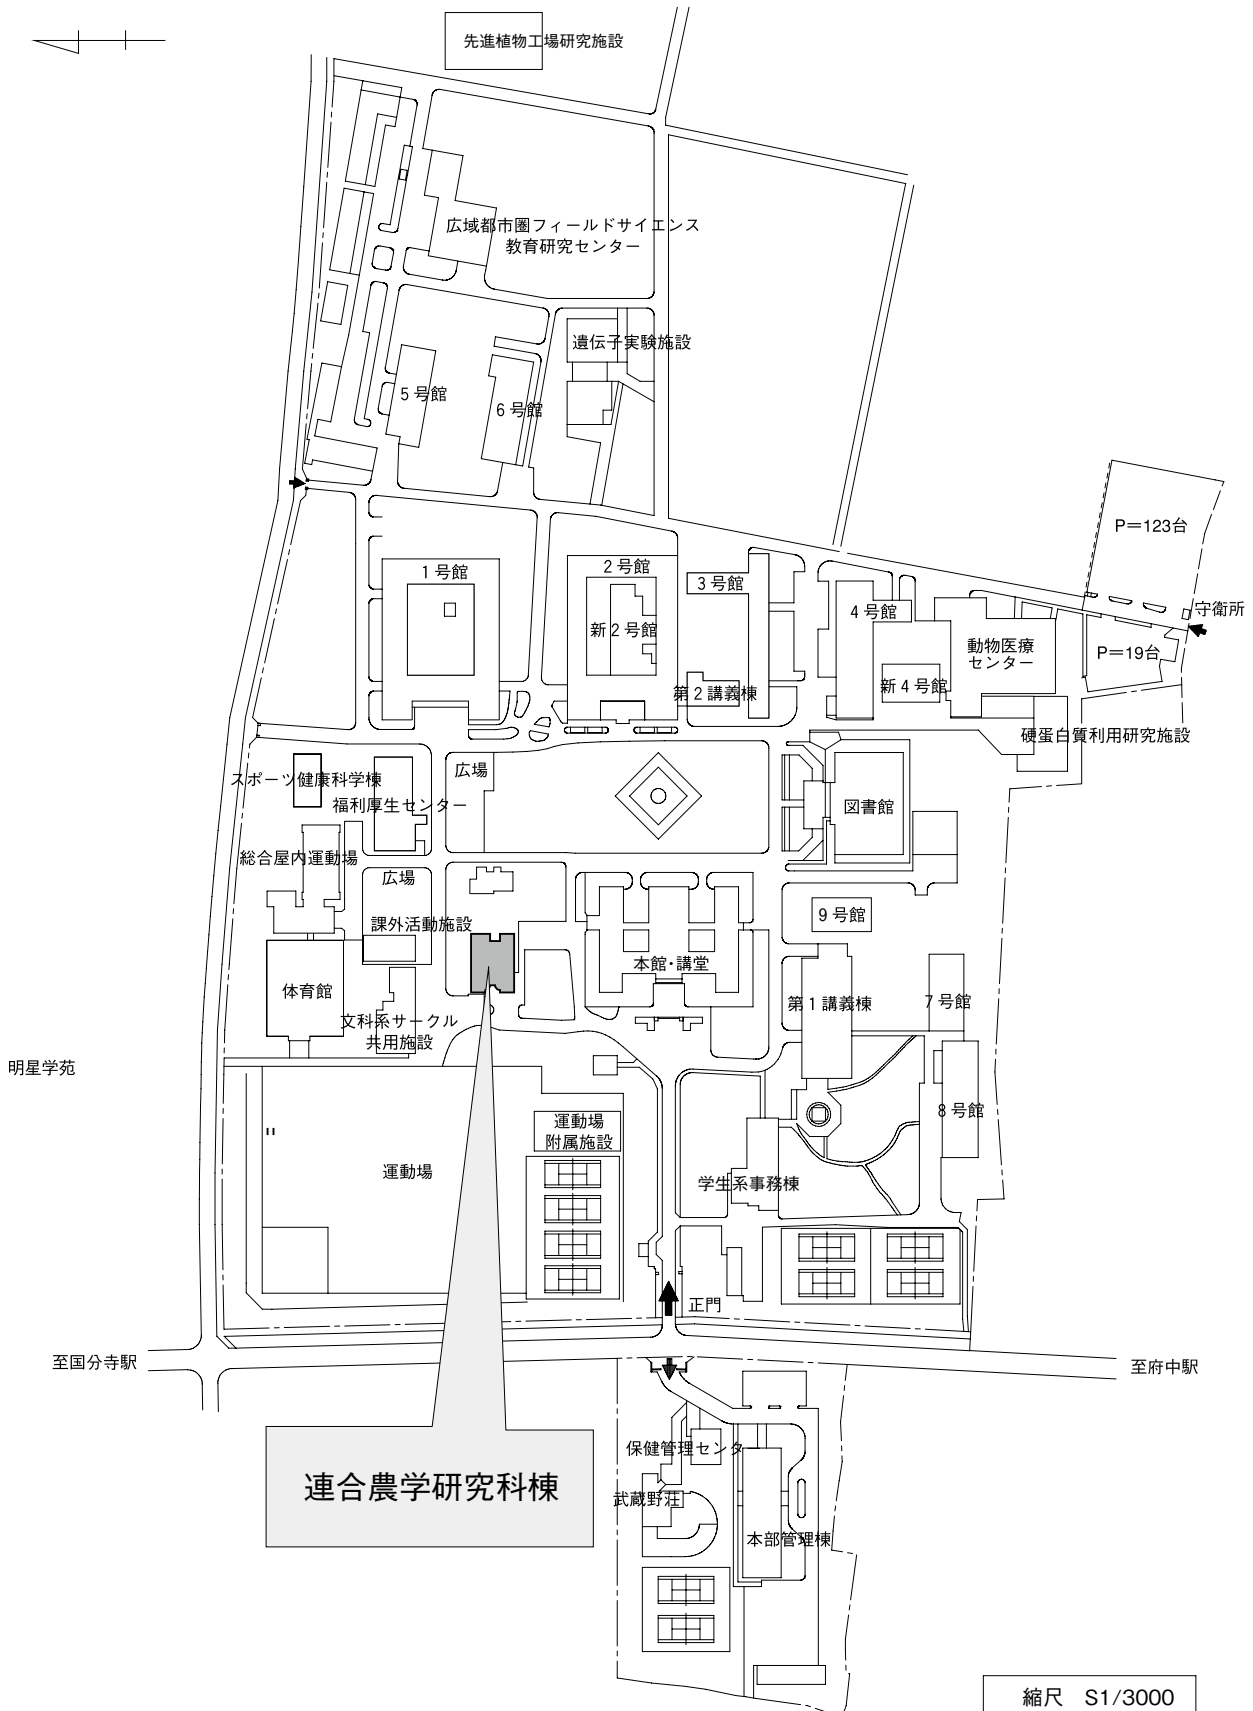 先進植物工場研究施設
広域都市圏フィールドサイエンス
教育研究センター
遺伝子実験施設
5号館
6号館
P＝123台
1号館
2号館
3号館
4号館
守衛所
新2号館
動物医療
センター
P＝19台
新4号館
第2講義棟
硬蛋白質利用研究施設
スポーツ健康科学棟
広場
福利厚生センター
図書館
総合屋内運動場
広場
課外活動施設
9号館
本館・講堂
体育館
第1講義棟
7号館
文科系サークル
共用施設
明星学苑
8号館
運動場
附属施設
運動場
学生系事務棟
正門
至国分寺駅
至府中駅
保健管理センター
連合農学研究科棟
武蔵野荘
本部管理棟
縮尺　S1/3000